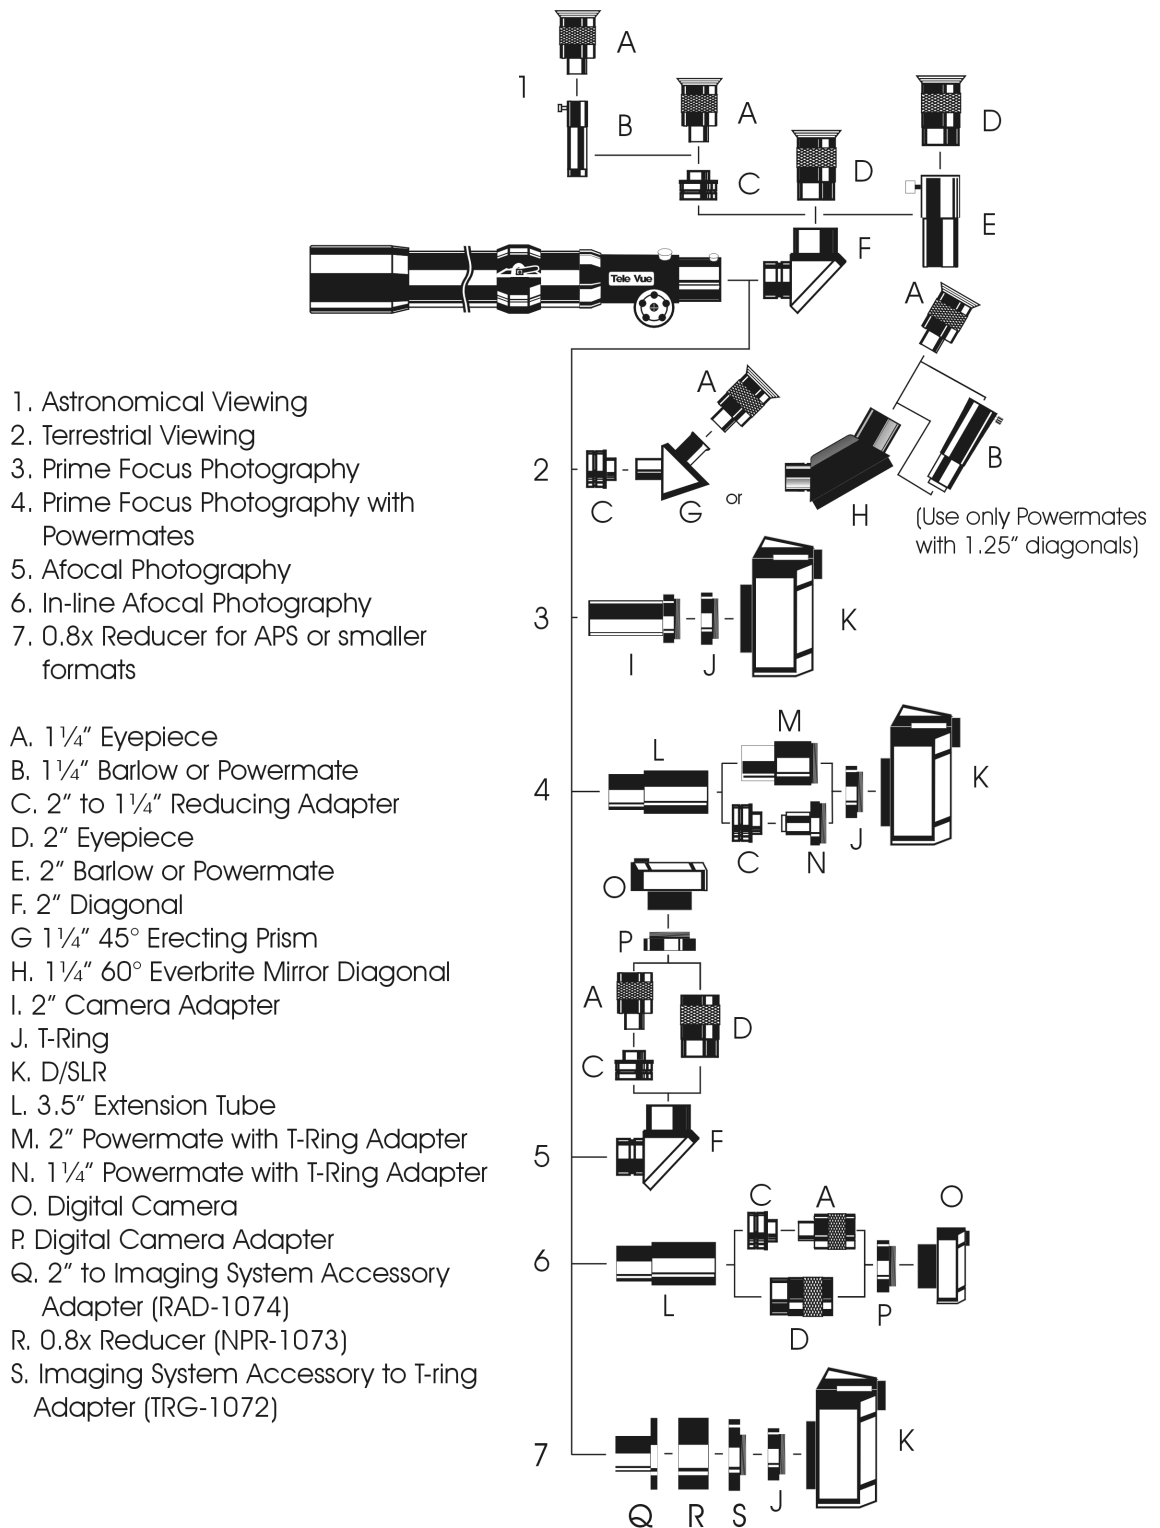 A
1
B
A
C
D
D
E
F
Tele Vue
A
A
B
2
C
G
or
H
(Use only Powermates
with 1.25" diagonals)
1. Astronomical Viewing
2. Terrestrial Viewing
3. Prime Focus Photography
4. Prime Focus Photography with
Powermates
5. Afocal Photography
6. In-line Afocal Photography
7. 0.8x Reducer for APS or smaller
formats
A. 1¼" Eyepiece
B. 1¼" Barlow or Powermate
C. 2" to 1¼" Reducing Adapter
D. 2" Eyepiece
E. 2" Barlow or Powermate
F. 2" Diagonal
G 1¼" 45° Erecting Prism
H. 1¼" 60° Everbrite Mirror Diagonal
I. 2" Camera Adapter
J. T-Ring
K. D/SLR
L. 3.5" Extension Tube
M. 2" Powermate with T-Ring Adapter
N. 1¼" Powermate with T-Ring Adapter
O. Digital Camera
P. Digital Camera Adapter
Q. 2" to Imaging System Accessory
Adapter (RAD-1074)
R. 0.8x Reducer (NPR-1073)
S. Imaging System Accessory to T-ring
Adapter (TRG-1072)
3
I
J
K
4
L
M
C
N
J
K
O
P
A
D
C
5
F
6
L
C
A
D
P
O
7
Q
R
S
J
K